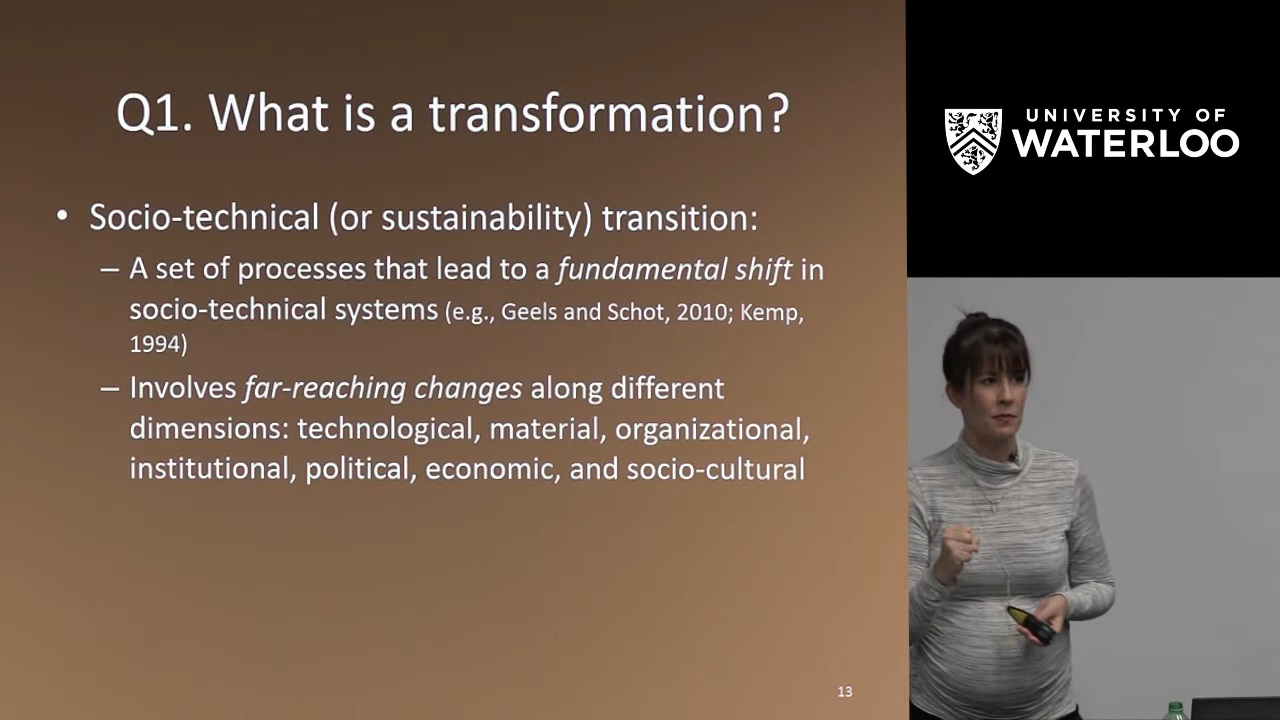 Q1. What is a transformation?
• Socio-technical (or sustainability) transition:
– A set of processes that lead to a fundamental shift in
socio-technical systems (e.g., Geels and Schot, 2010; Kemp,
1994)
– Involves far-reaching changes along different
dimensions: technological, material, organizational,
institutional, political, economic, and socio-cultural
13
UNIVERSITY OF
WATERLOO